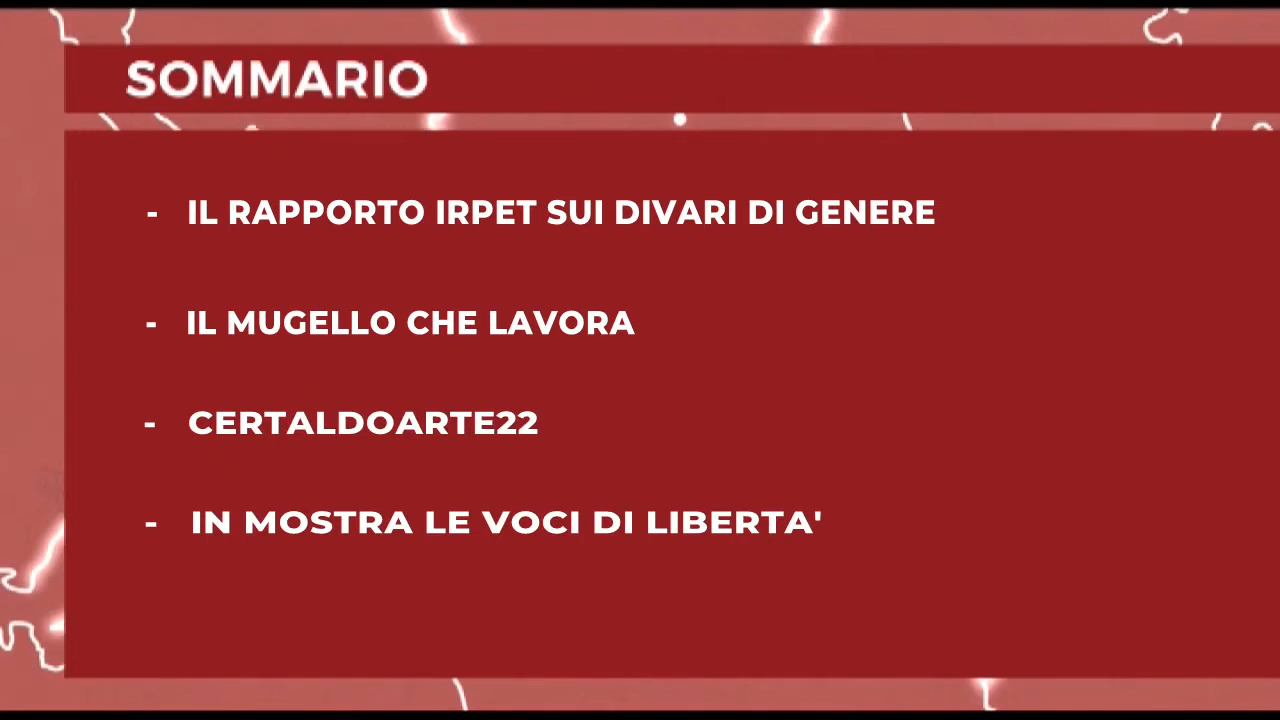 SOMMARIO
- IL RAPPORTO IRPET SUI DIVARI DI GENERE
- IL MUGELLO CHE LAVORA
- CERTALDOARTE22
- IN MOSTRA LE VOCI DI LIBERTA'